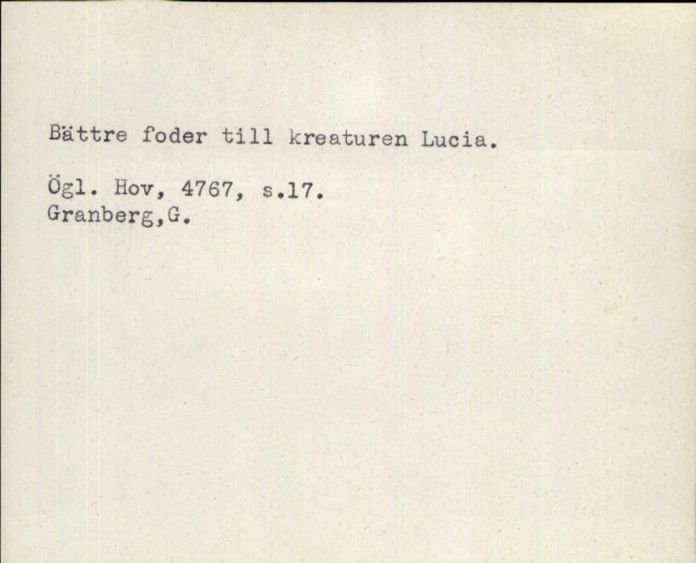 Bättre foder till kreaturen Lucia.
Ögl. Hov, 4767, s.17.
Granberg,G.